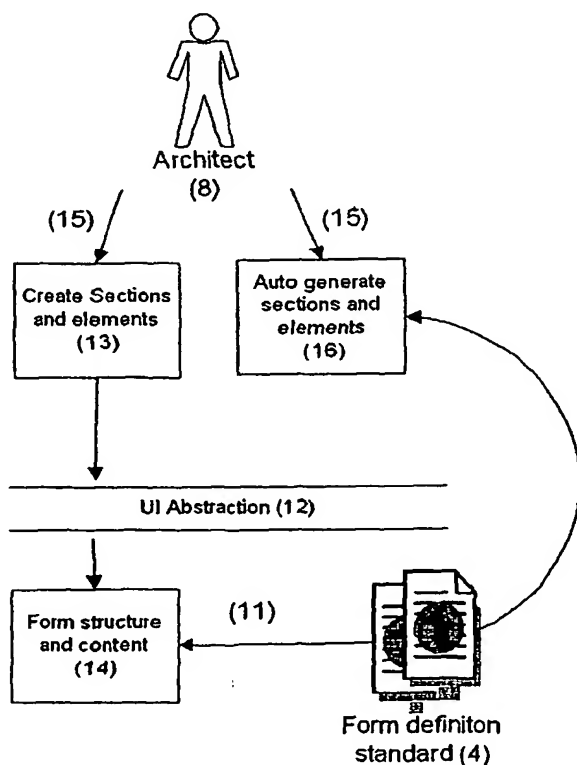 Architect
(8)
(15)
(15)
Create Sections
and elements
(13)
Auto generate
sections and
elements
(16)
UI Abstraction (12)
Form structure
and content
(14)
(11)
Form definiton
standard (4)